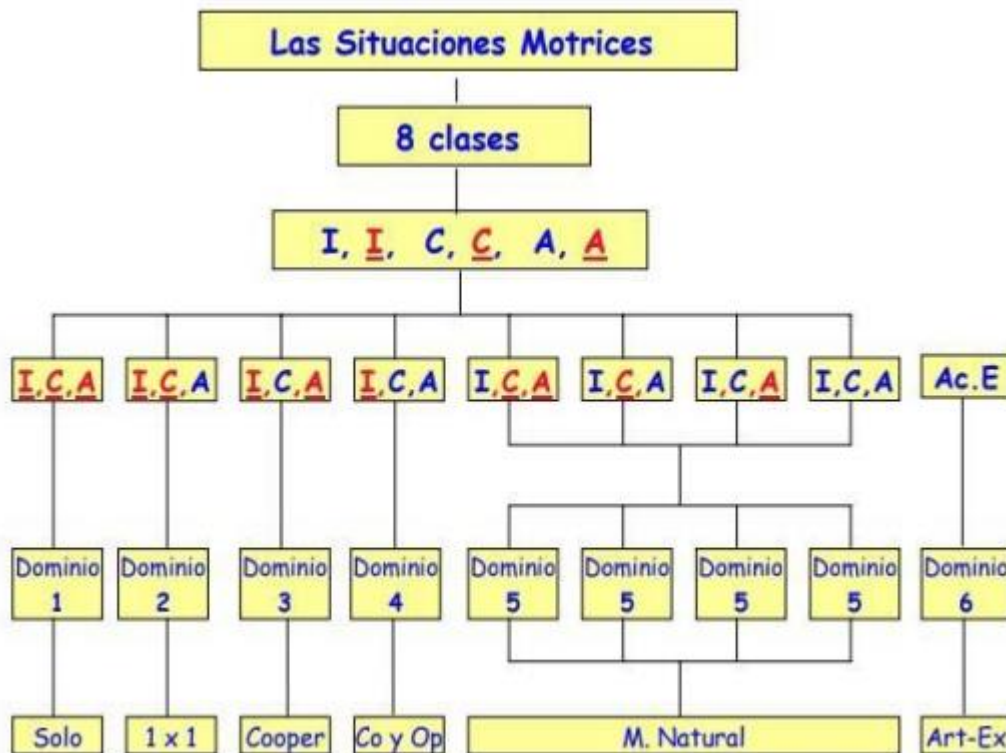 Las Situaciones Motrices
8 clases
I, I, C, C, A, A
I,C,A I,C,A I,C,A I,C,A I,C,A I,C,A I,C,A I,C,A Ac.E
Dominio Dominio Dominio Dominio Dominio Dominio Dominio Dominio Dominio
1 2 3 4 5 5 5 5 6
Solo 1 x 1 Cooper Co y Op M. Natural Art-Ex